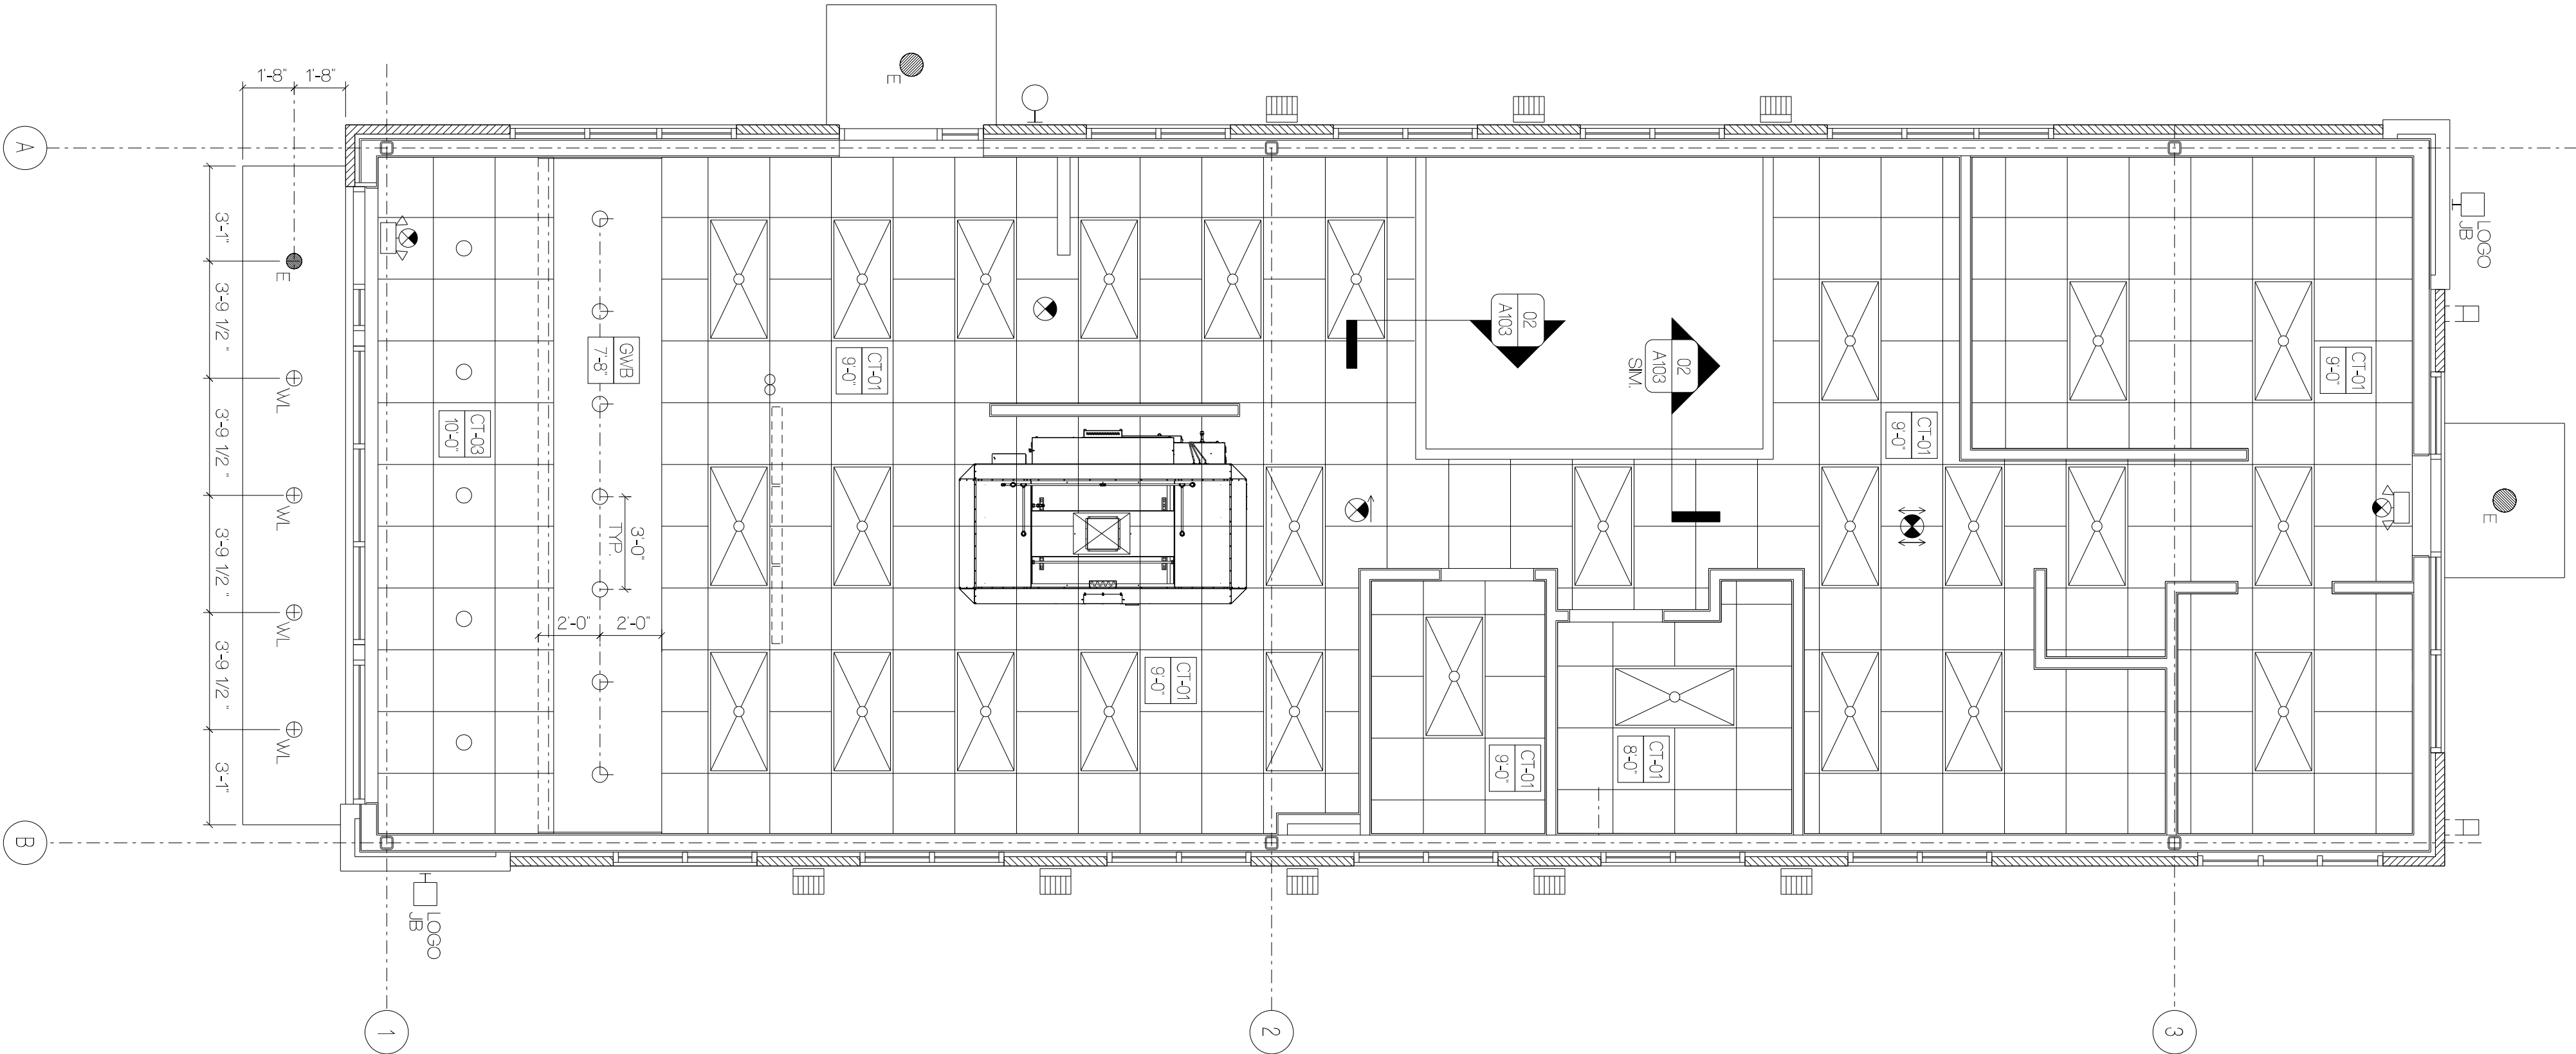 1'-8"
1'-8"
E
A
3'-1"
3'-9 1/2 "
3'-9 1/2 "
3'-9 1/2 "
3'-9 1/2 "
3'-9 1/2 "
3'-1"
E
WL
WL
WL
WL
B
GWB
7'-8"
CT-03
10'-0"
3'-0"
TYP.
2'-0"
2'-0"
CT-01
9'-0"
CT-01
9'-0"
02
A103
02
A103
SIM.
CT-01
9'-0"
CT-01
9'-0"
CT-01
9'-0"
CT-01
8'-0"
LOGO
JB
E
LOGO
JB
1
2
3